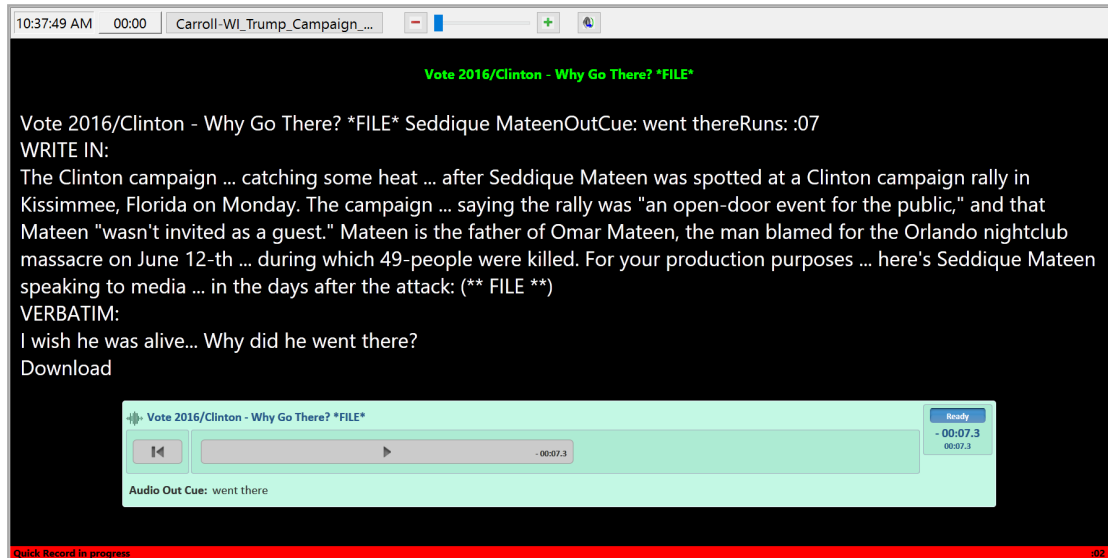 10:37:49 AM 00:00 Carroll-WI_Trump_Campaign_...
Vote 2016/Clinton - Why Go There? *FILE*
Vote 2016/Clinton - Why Go There? *FILE* Seddique MateenOutCue: went thereRuns: :07
WRITE IN:
The Clinton campaign ... catching some heat ... after Seddique Mateen was spotted at a Clinton campaign rally in
Kissimmee, Florida on Monday. The campaign ... saying the rally was "an open-door event for the public," and that
Mateen "wasn't invited as a guest." Mateen is the father of Omar Mateen, the man blamed for the Orlando nightclub
massacre on June 12-th ... during which 49-people were killed. For your production purposes ... here's Seddique Mateen
speaking to media ... in the days after the attack: (** FILE **)
VERBATIM:
I wish he was alive... Why did he went there?
Download
Vote 2016/Clinton - Why Go There? *FILE*
Ready
- 00:07.3
00:07.3
- 00:07.3
Audio Out Cue: went there
Quick Record in progress :02